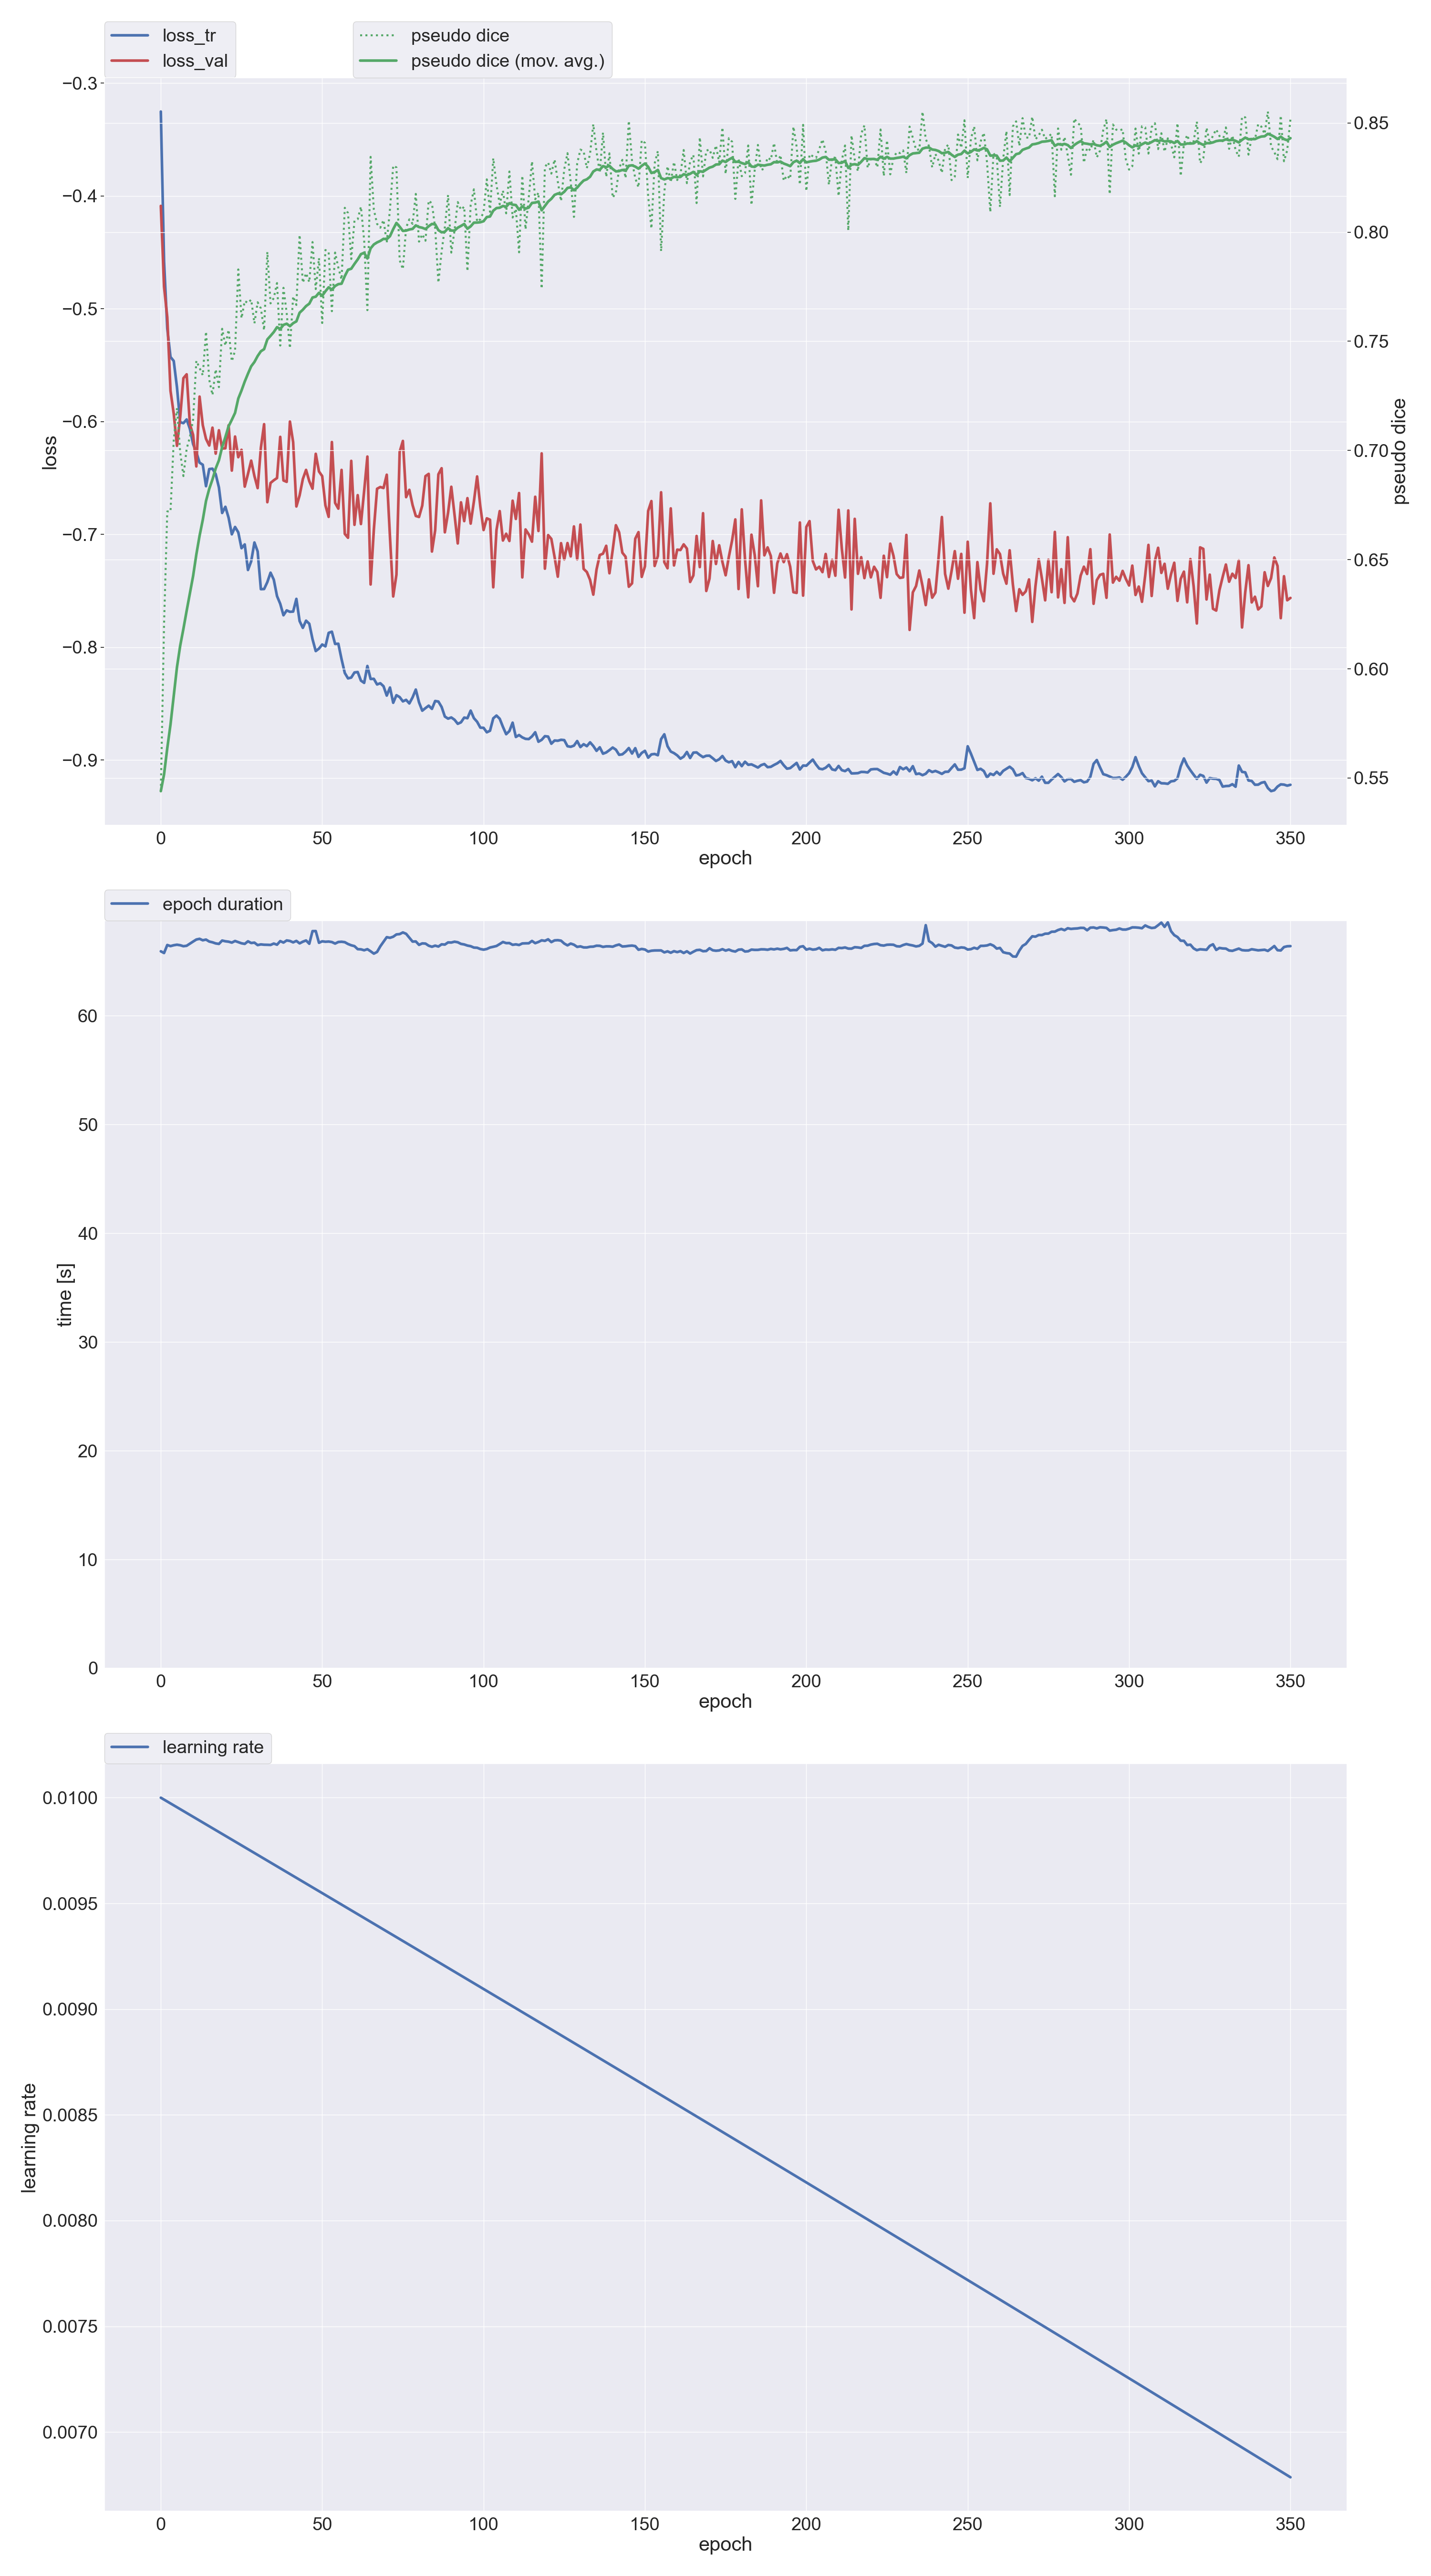 loss_tr
loss_val
pseudo dice
pseudo dice (mov. avg.)
−0.3
−0.4
−0.5
−0.6
−0.7
−0.8
−0.9
loss
0.85
0.80
0.75
0.70
0.65
0.60
0.55
pseudo dice
0 50 100 150 200 250 300 350
epoch
epoch duration
60
50
40
30
20
10
0
time [s]
0 50 100 150 200 250 300 350
epoch
learning rate
0.0100
0.0095
0.0090
0.0085
0.0080
0.0075
0.0070
learning rate
0 50 100 150 200 250 300 350
epoch